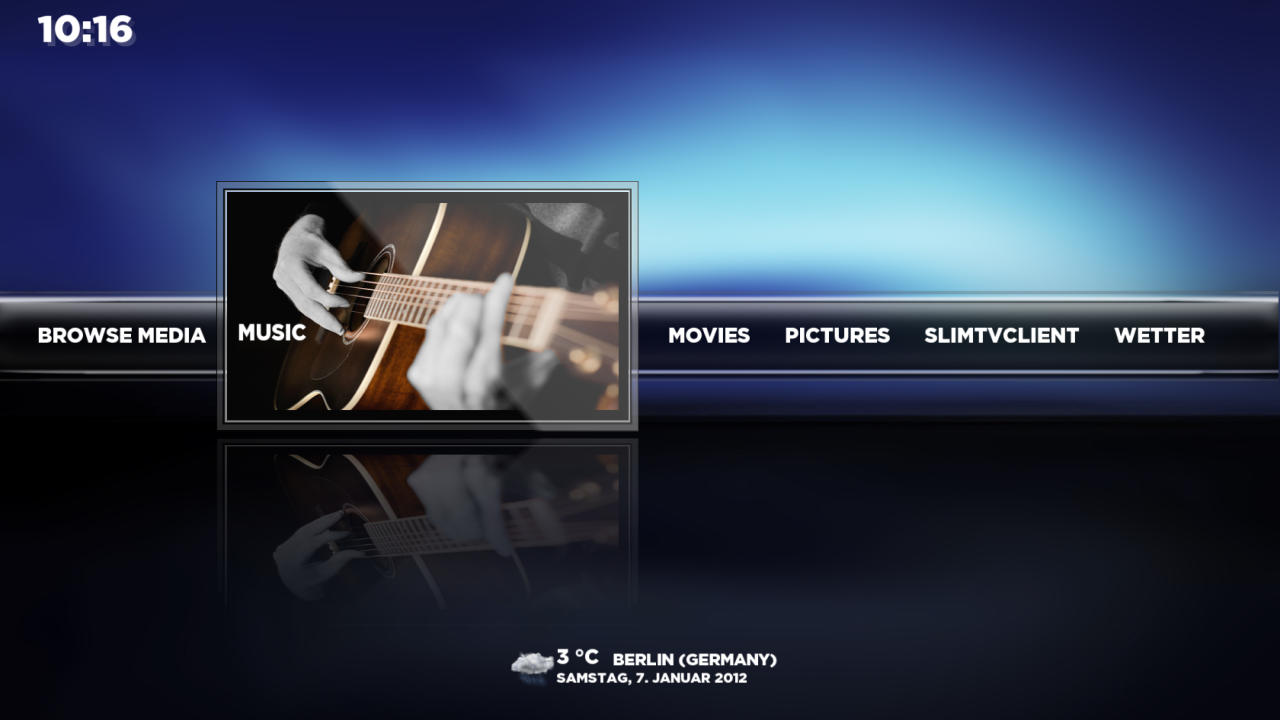 10:16
BROWSE MEDIA MUSIC MOVIES PICTURES SLIMTVCLIENT WETTER
3 °C BERLIN (GERMANY)
SAMSTAG, 7. JANUAR 2012